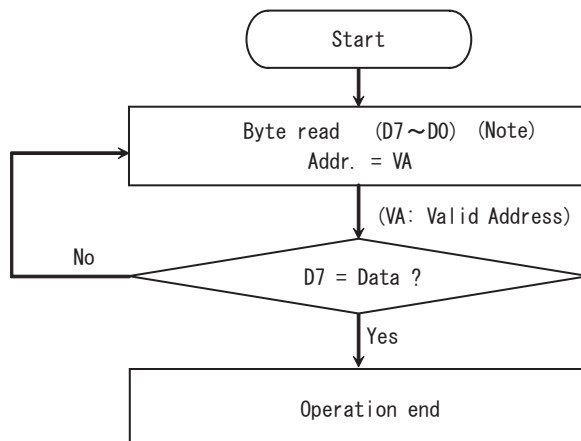 Start
Byte read (D7～D0) (Note)
Addr. = VA
(VA: Valid Address)
No
D7 = Data ?
Yes
Operation end